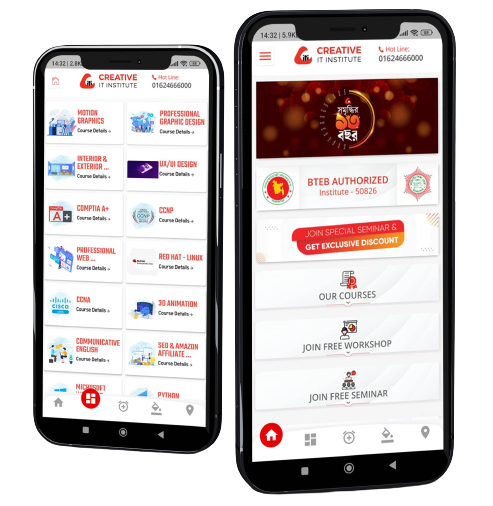 14:32 | 2.8K
CREATIVE
IT INSTITUTE
Hot Line:
01624666000
MOTION
GRAPHICS
Course Details
PROFESSIONAL
GRAPHIC DESIGN
Course Details
INTERIOR &
EXTERIOR ...
Course Details
UX/UI DESIGN
Course Details
COMPTIA A+
Course Details
CCNP
CCNP
Course Details
PROFESSIONAL
WEB ...
Course Details
RED HAT - LINUX
Course Details
CISCO
CCNA
Course Details
3D ANIMATION
Course Details
COMMUNICATIVE
ENGLISH
Course Details
SEO & AMAZON
AFFILIATE ...
Course Details
MICROSOFT
PYTHON
14:32 | 5.9K
CREATIVE
IT INSTITUTE
Hot Line:
01624666000
সমৃদ্ধির
১৩
বছর
BTEB AUTHORIZED
Institute - 50826
JOIN SPECIAL SEMINAR &
GET EXCLUSIVE DISCOUNT
OUR COURSES
JOIN FREE WORKSHOP
JOIN FREE SEMINAR